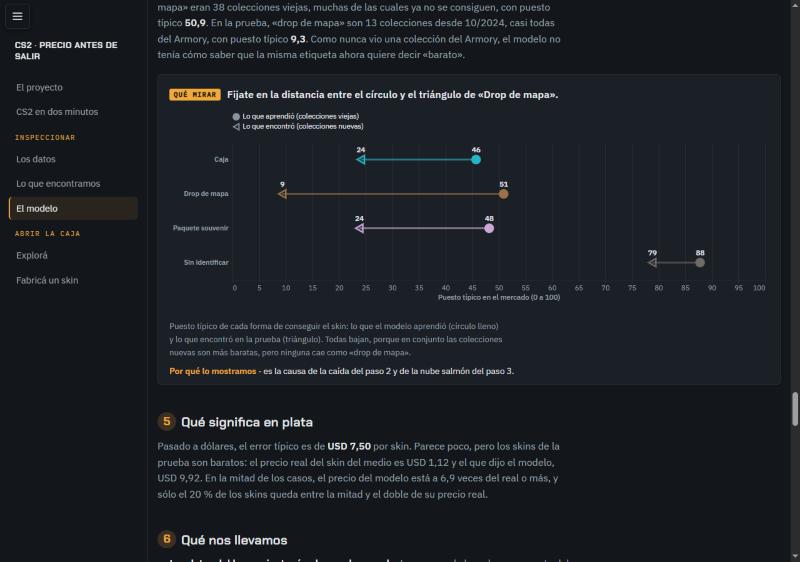 CS2 · PRECIO ANTES DE
SALIR
El proyecto
CS2 en dos minutos
INSPECCIONAR
Los datos
Lo que encontramos
El modelo
ABRIR LA CAJA
Explorá
Fabricá un skin
mapa» eran 38 colecciones viejas, muchas de las cuales ya no se consiguen, con puesto
típico 50,9. En la prueba, «drop de mapa» son 13 colecciones desde 10/2024, casi todas
del Armory, con puesto típico 9,3. Como nunca vio una colección del Armory, el modelo no
tenía cómo saber que la misma etiqueta ahora quiere decir «barato».
QUÉ MIRAR Fijate en la distancia entre el círculo y el triángulo de «Drop de mapa».
Lo que aprendió (colecciones viejas)
Lo que encontró (colecciones nuevas)
Caja 24 46
Drop de mapa 9 51
Paquete souvenir 24 48
Sin identificar 79 88
0 5 10 15 20 25 30 35 40 45 50 55 60 65 70 75 80 85 90 95 100
Puesto típico en el mercado (0 a 100)
Puesto típico de cada forma de conseguir el skin: lo que el modelo aprendió (círculo lleno)
y lo que encontró en la prueba (triángulo). Todas bajan, porque en conjunto las colecciones
nuevas son más baratas, pero ninguna cae como «drop de mapa».
Por qué lo mostramos - es la causa de la caída del paso 2 y de la nube salmón del paso 3.
5 Qué significa en plata
Pasado a dólares, el error típico es de USD 7,50 por skin. Parece poco, pero los skins de la
prueba son baratos: el precio real del skin del medio es USD 1,12 y el que dijo el modelo,
USD 9,92. En la mitad de los casos, el precio del modelo está a 6,9 veces del real o más, y
sólo el 20 % de los skins queda entre la mitad y el doble de su precio real.
6 Qué nos llevamos